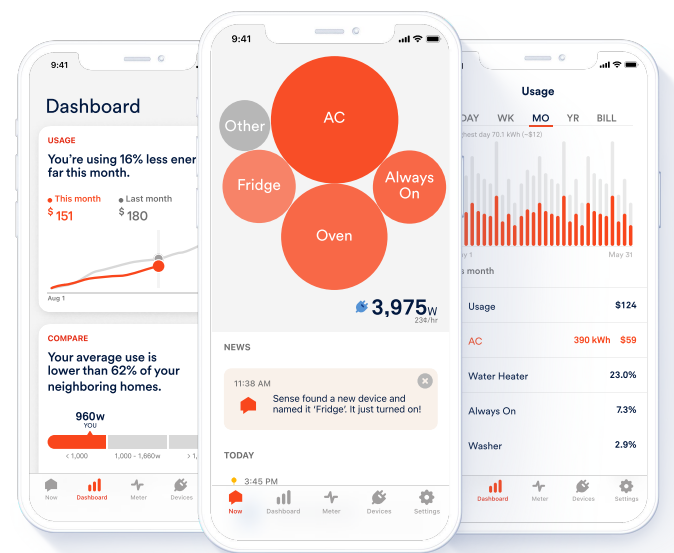 9:41
Dashboard
USAGE
You're using 16% less ener
far this month.
This month
Last month
$ 151
$ 180
Aug 1
COMPARE
Your average use is
lower than 62% of your
neighboring homes.
960w
YOU
< 1,000
1,000 - 1,660w
> 1,
Now
Dashboard
Meter
Devices
9:41
AC
Other
Fridge
Always
On
Oven
3,975w
23¢/hr
NEWS
11:38 AM
Sense found a new device and
named it 'Fridge'. It just turned on!
TODAY
3:45 PM
Now
Dashboard
Meter
Devices
Settings
Usage
DAY
WK
MO
YR
BILL
hest day 70.1 kWh (~$12)
y 1
May 31
s month
Usage
$124
AC
390 kWh
$59
Water Heater
23.0%
Always On
7.3%
Washer
2.9%
Dashboard
Meter
Devices
Settings